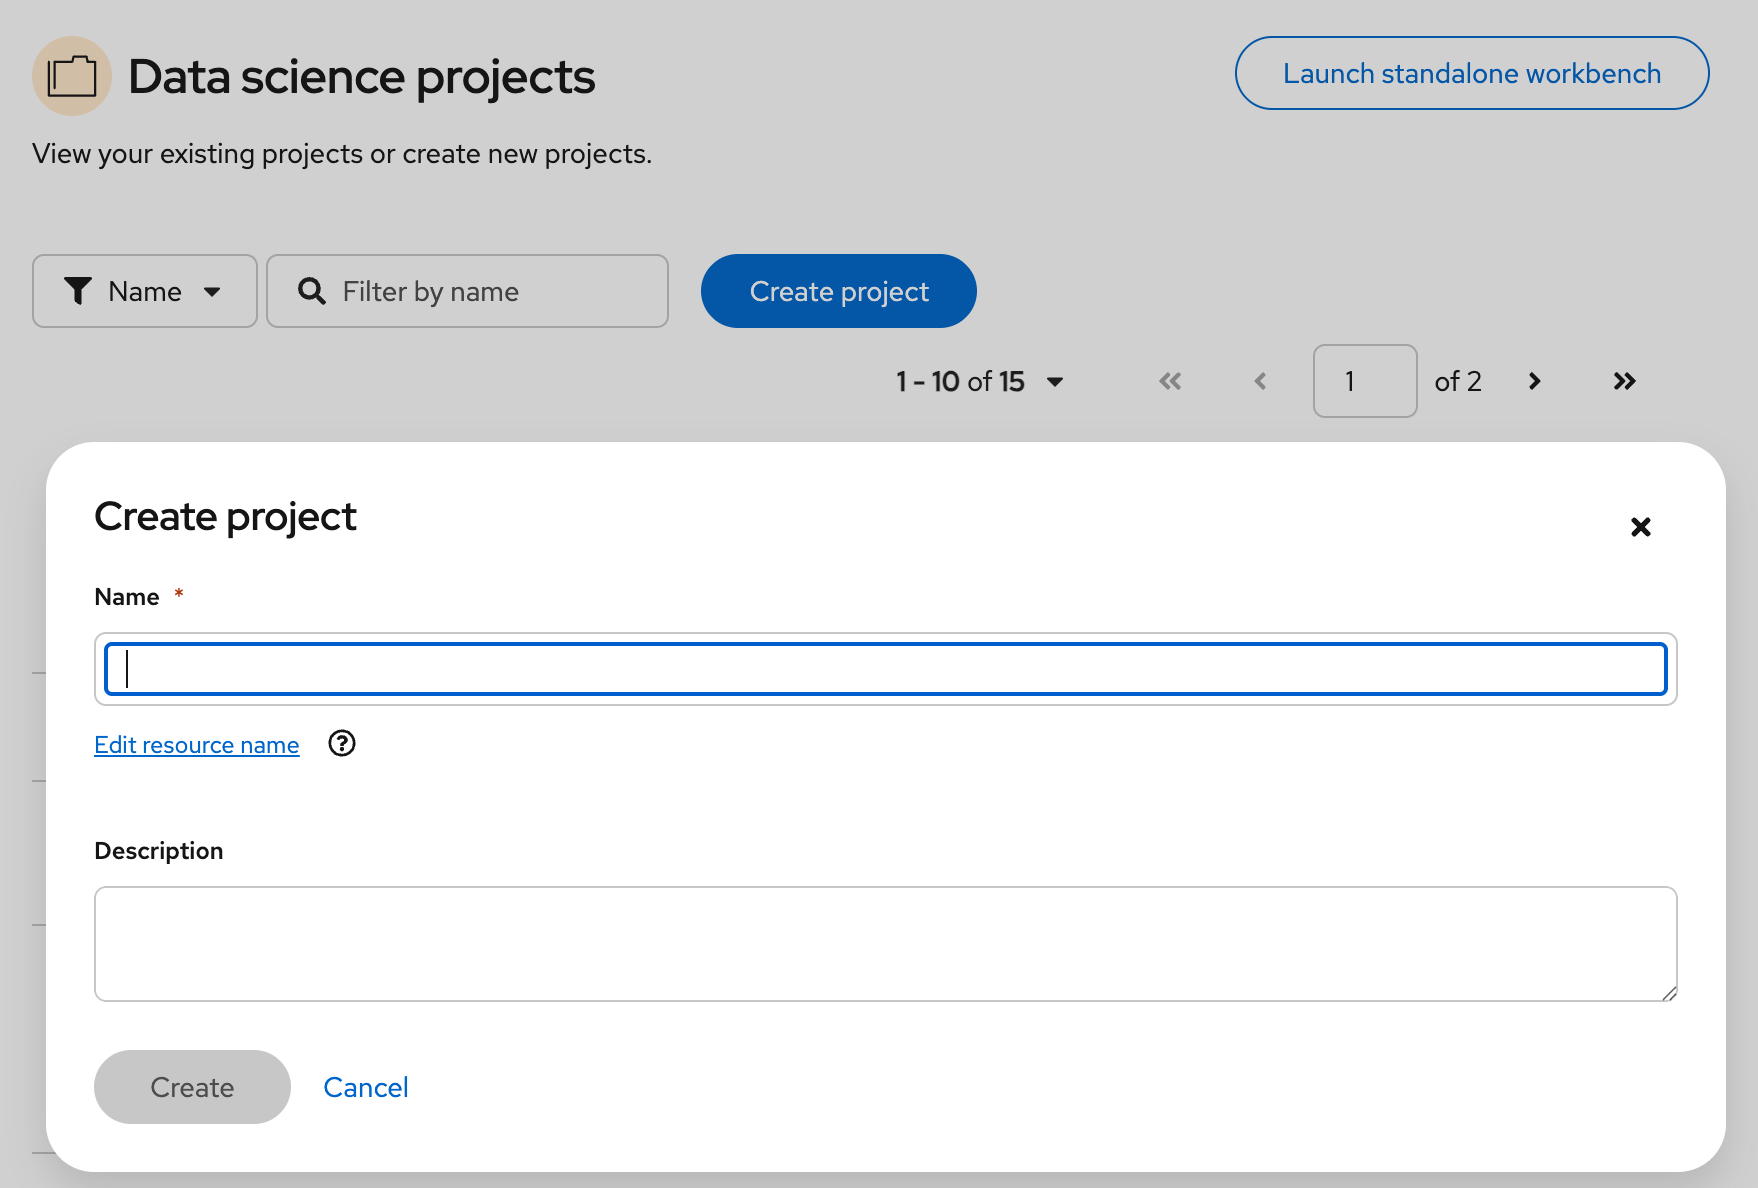 Data science projects
Launch standalone workbench
View your existing projects or create new projects.
Name
Filter by name
Create project
1 - 10 of 15
1 of 2
Create project
Name *
Edit resource name
Description
Create
Cancel